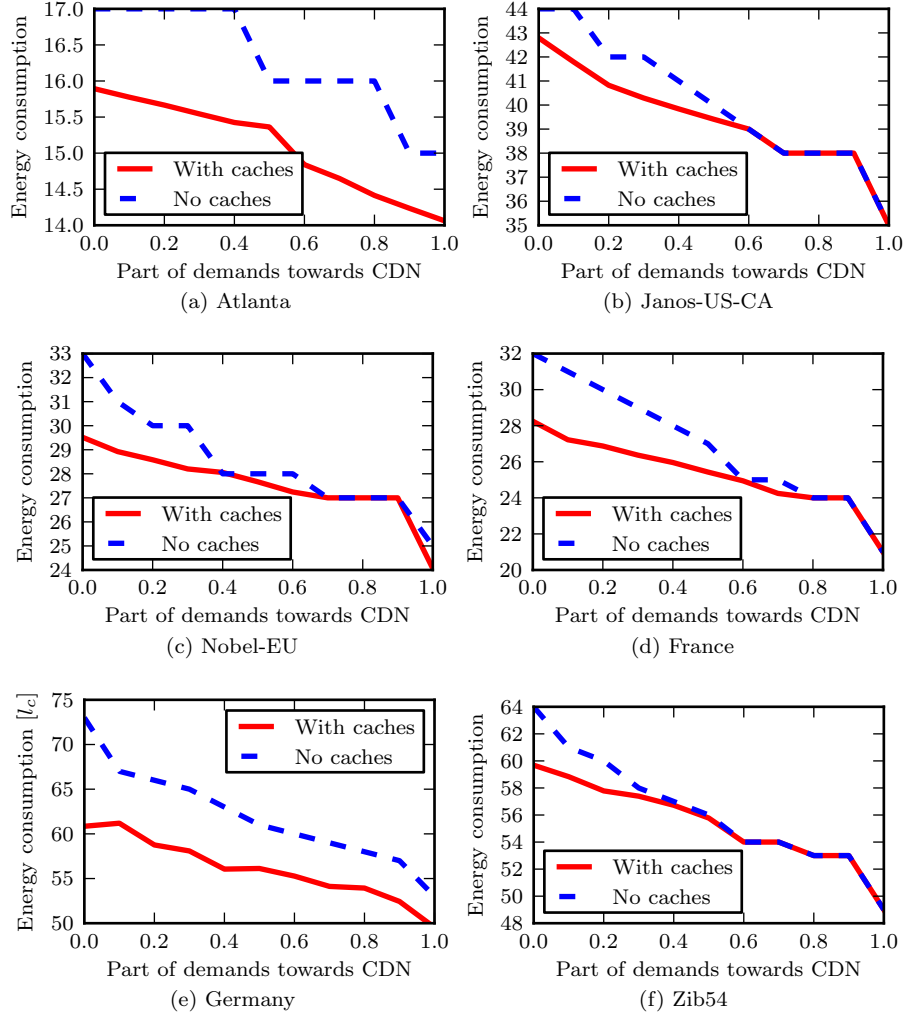 17.0
16.5
16.0
15.5
15.0
14.5
14.0
Energy consumption
With caches
No caches
0.0 0.2 0.4 0.6 0.8 1.0
Part of demands towards CDN
(a) Atlanta
44
43
42
41
40
39
38
37
36
35
Energy consumption
With caches
No caches
0.0 0.2 0.4 0.6 0.8 1.0
Part of demands towards CDN
(b) Janos-US-CA
33
32
31
30
29
28
27
26
25
24
Energy consumption
With caches
No caches
0.0 0.2 0.4 0.6 0.8 1.0
Part of demands towards CDN
(c) Nobel-EU
32
30
28
26
24
22
20
Energy consumption
With caches
No caches
0.0 0.2 0.4 0.6 0.8 1.0
Part of demands towards CDN
(d) France
75
70
65
60
55
50
Energy consumption [l_c]
With caches
No caches
0.0 0.2 0.4 0.6 0.8 1.0
Part of demands towards CDN
(e) Germany
64
62
60
58
56
54
52
50
48
Energy consumption
With caches
No caches
0.0 0.2 0.4 0.6 0.8 1.0
Part of demands towards CDN
(f) Zib54